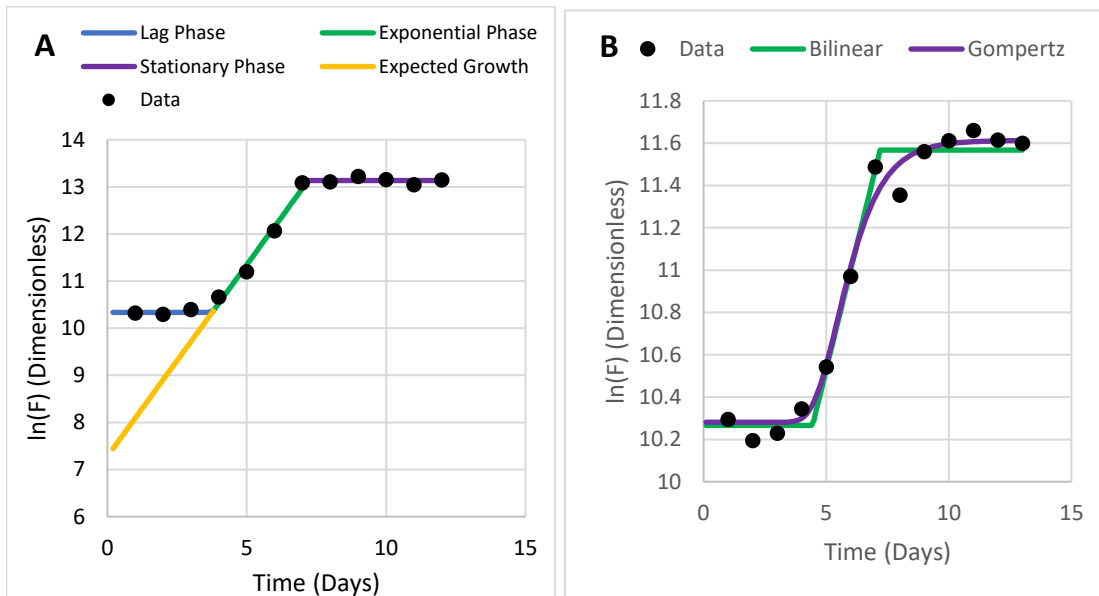 A
Lag Phase
Exponential Phase
Stationary Phase
Expected Growth
Data
14
13
12
11
10
9
8
7
6
ln(F) (Dimensionless)
0
5
10
15
Time (Days)
B
Data
Bilinear
Gompertz
11.8
11.6
11.4
11.2
11
10.8
10.6
10.4
10.2
10
ln(F) (Dimensionless)
0
5
10
15
Time (Days)